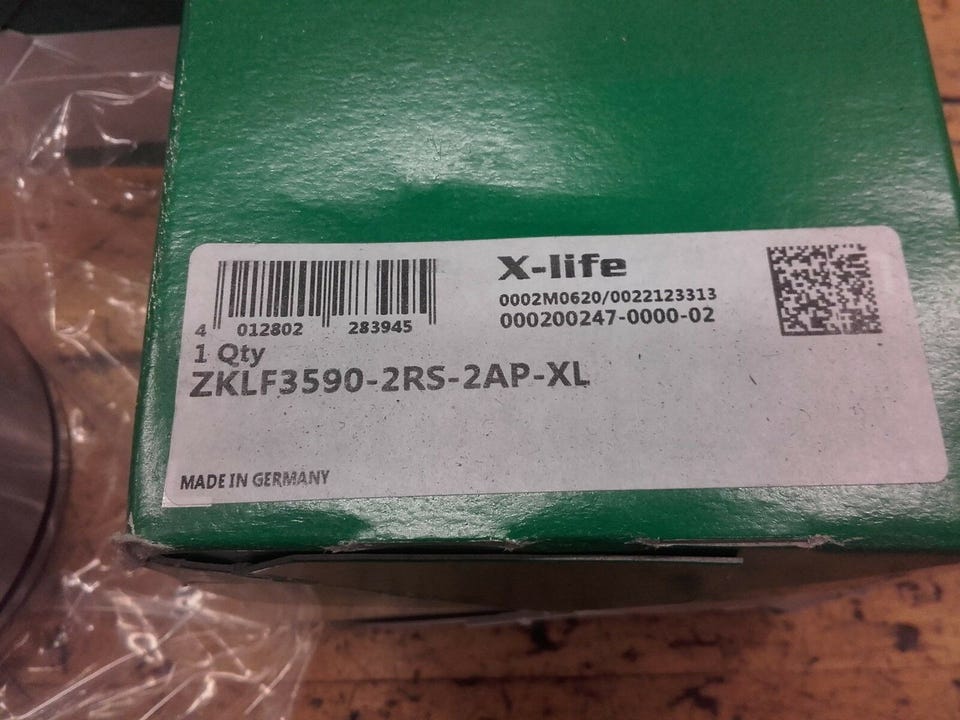 X-life
0002M0620/0022123313
000200247-0000-02
4 012802 283945
1 Qty
ZKLF3590-2RS-2AP-XL
MADE IN GERMANY